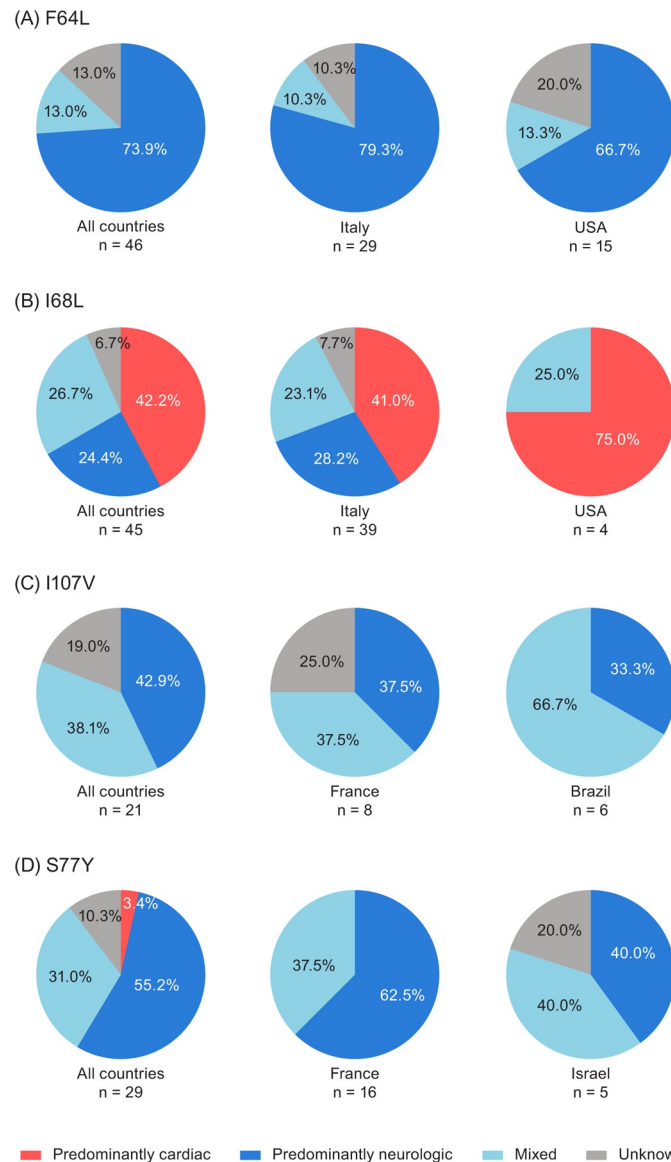 (A) F64L
13.0%
13.0%
73.9%
10.3%
10.3%
79.3%
20.0%
13.3%
66.7%
All countries
n = 46
Italy
n = 29
USA
n = 15
(B) I68L
6.7%
26.7%
42.2%
24.4%
7.7%
23.1%
41.0%
28.2%
25.0%
75.0%
All countries
n = 45
Italy
n = 39
USA
n = 4
(C) I107V
19.0%
42.9%
38.1%
25.0%
37.5%
37.5%
33.3%
66.7%
All countries
n = 21
France
n = 8
Brazil
n = 6
(D) S77Y
3.4%
10.3%
31.0%
55.2%
37.5%
62.5%
20.0%
40.0%
40.0%
All countries
n = 29
France
n = 16
Israel
n = 5
Predominantly cardiac Predominantly neurologic Mixed Unknow